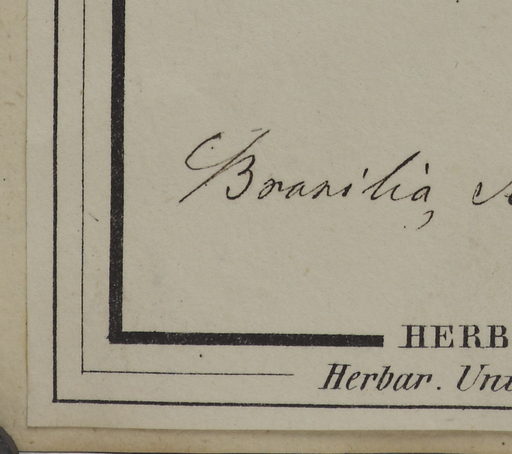 Brasilia,
HERB
Herbar. Uni